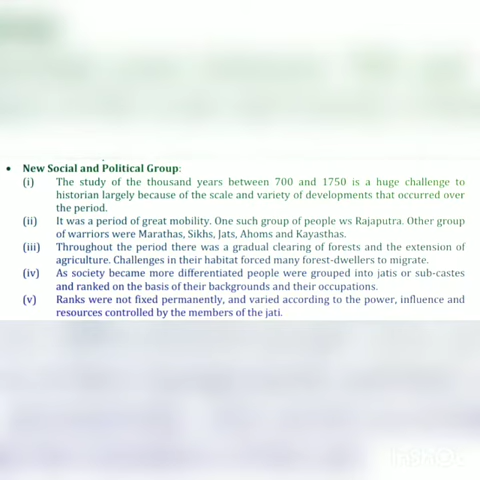 • New Social and Political Group:
(i) The study of the thousand years between 700 and 1750 is a huge challenge to
historian largely because of the scale and variety of developments that occurred over
the period.
(ii) It was a period of great mobility. One such group of people ws Rajaputra. Other group
of warriors were Marathas, Sikhs, Jats, Ahoms and Kayasthas.
(iii) Throughout the period there was a gradual clearing of forests and the extension of
agriculture. Challenges in their habitat forced many forest-dwellers to migrate.
(iv) As society became more differentiated people were grouped into jatis or sub-castes
and ranked on the basis of their backgrounds and their occupations.
(v) Ranks were not fixed permanently, and varied according to the power, influence and
resources controlled by the members of the jati.